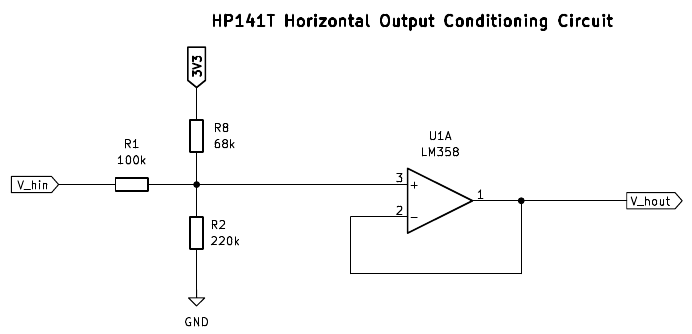 HP141T Horizontal Output Conditioning Circuit
3V3
R8
68k
R1
100k
V_hin
R2
220k
GND
U1A
LM358
3
+
2
-
1
V_hout